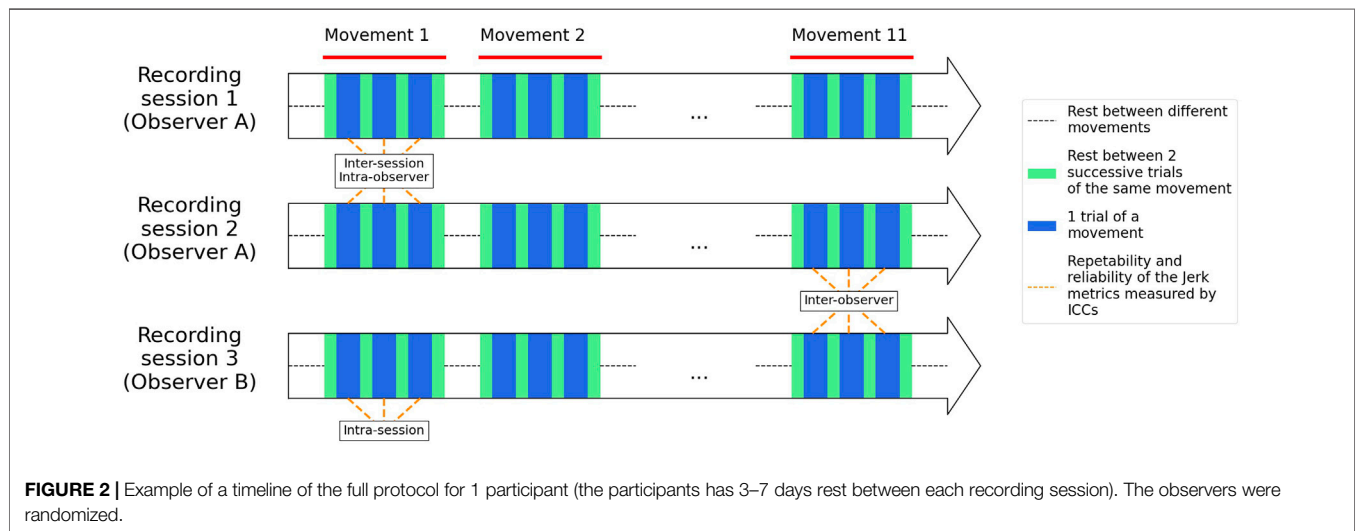 Movement 1
Movement 2
Movement 11
Recording
session 1
(Observer A)
...
Inter-session
Intra-observer
Recording
session 2
(Observer A)
...
Inter-observer
Recording
session 3
(Observer B)
...
Intra-session
Rest between different
movements
Rest between 2
successive trials
of the same movement
1 trial of a
movement
Repetability and
reliability of the Jerk
metrics measured by
ICCs
FIGURE 2 | Example of a timeline of the full protocol for 1 participant (the participants has 3–7 days rest between each recording session). The observers were
randomized.